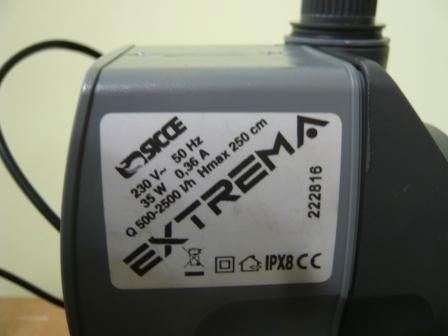 SICCE
230 V~ 50 Hz
35 W 0,36 A
Q 500-2500 l/h Hmax 250 cm
EXTREMA
222816
IPX8 CE